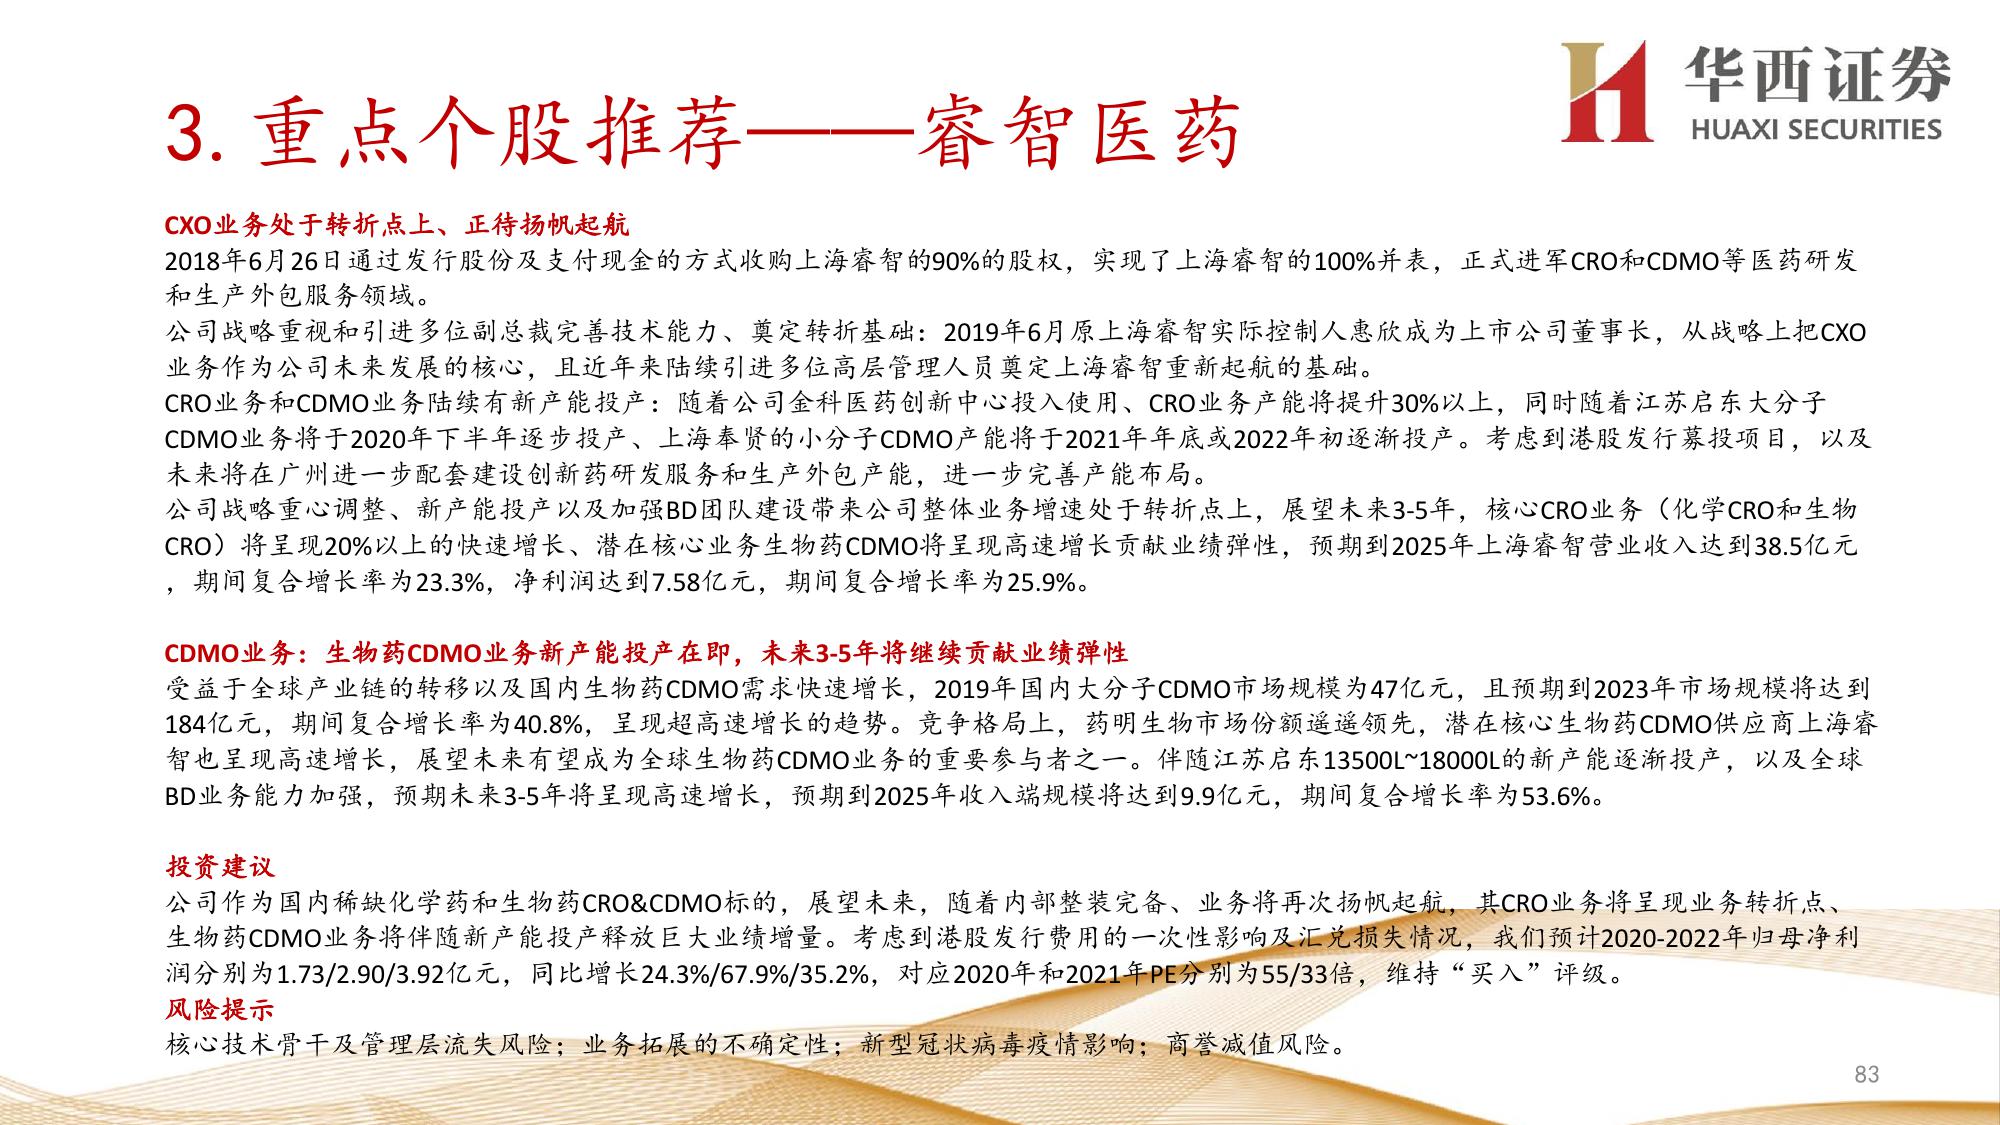 华西证券
HUAXI SECURITIES
3. 重点个股推荐——睿智医药
CXO业务处于转折点上、正待扬帆起航
2018年6月26日通过发行股份及支付现金的方式收购上海睿智的90%的股权，实现了上海睿智的100%并表，正式进军CRO和CDMO等医药研发
和生产外包服务领域。
公司战略重视和引进多位副总裁完善技术能力、奠定转折基础：2019年6月原上海睿智实际控制人惠欣成为上市公司董事长，从战略上把CXO
业务作为公司未来发展的核心，且近年来陆续引进多位高层管理人员奠定上海睿智重新起航的基础。
CRO业务和CDMO业务陆续有新产能投产：随着公司金科医药创新中心投入使用、CRO业务产能将提升30%以上，同时随着江苏启东大分子
CDMO业务将于2020年下半年逐步投产、上海奉贤的小分子CDMO产能将于2021年年底或2022年初逐渐投产。考虑到港股发行募投项目，以及
未来将在广州进一步配套建设创新药研发服务和生产外包产能，进一步完善产能布局。
公司战略重心调整、新产能投产以及加强BD团队建设带来公司整体业务增速处于转折点上，展望未来3-5年，核心CRO业务（化学CRO和生物
CRO）将呈现20%以上的快速增长、潜在核心业务生物药CDMO将呈现高速增长贡献业绩弹性，预期到2025年上海睿智营业收入达到38.5亿元
，期间复合增长率为23.3%，净利润达到7.58亿元，期间复合增长率为25.9%。
CDMO业务：生物药CDMO业务新产能投产在即，未来3-5年将继续贡献业绩弹性
受益于全球产业链的转移以及国内生物药CDMO需求快速增长，2019年国内大分子CDMO市场规模为47亿元，且预期到2023年市场规模将达到
184亿元，期间复合增长率为40.8%，呈现超高速增长的趋势。竞争格局上，药明生物市场份额遥遥领先，潜在核心生物药CDMO供应商上海睿
智也呈现高速增长，展望未来有望成为全球生物药CDMO业务的重要参与者之一。伴随江苏启东13500L~18000L的新产能逐渐投产，以及全球
BD业务能力加强，预期未来3-5年将呈现高速增长，预期到2025年收入端规模将达到9.9亿元，期间复合增长率为53.6%。
投资建议
公司作为国内稀缺化学药和生物药CRO&CDMO标的，展望未来，随着内部整装完备、业务将再次扬帆起航，其CRO业务将呈现业务转折点、
生物药CDMO业务将伴随新产能投产释放巨大业绩增量。考虑到港股发行费用的一次性影响及汇兑损失情况，我们预计2020-2022年归母净利
润分别为1.73/2.90/3.92亿元，同比增长24.3%/67.9%/35.2%，对应2020年和2021年PE分别为55/33倍，维持“买入”评级。
风险提示
核心技术骨干及管理层流失风险；业务拓展的不确定性；新型冠状病毒疫情影响；商誉减值风险。
83